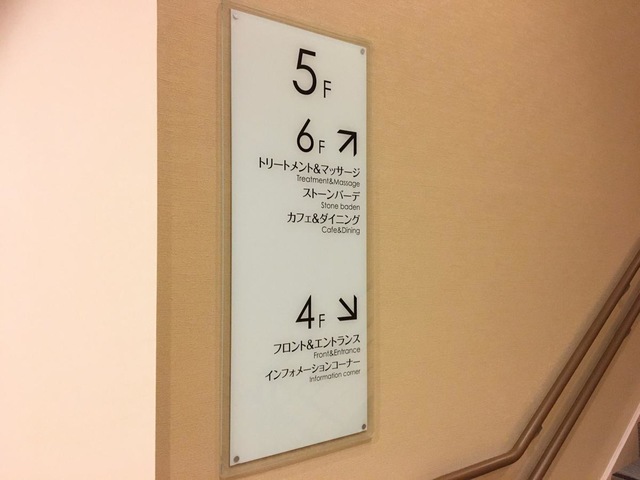 5F
6F
トリートメント&マッサージ
Treatment&Massage
ストーンバーデ
Stone baden
カフェ&ダイニング
Cafe&Dining
4F
フロント&エントランス
Front&Entrance
インフォメーションコーナー
Information corner